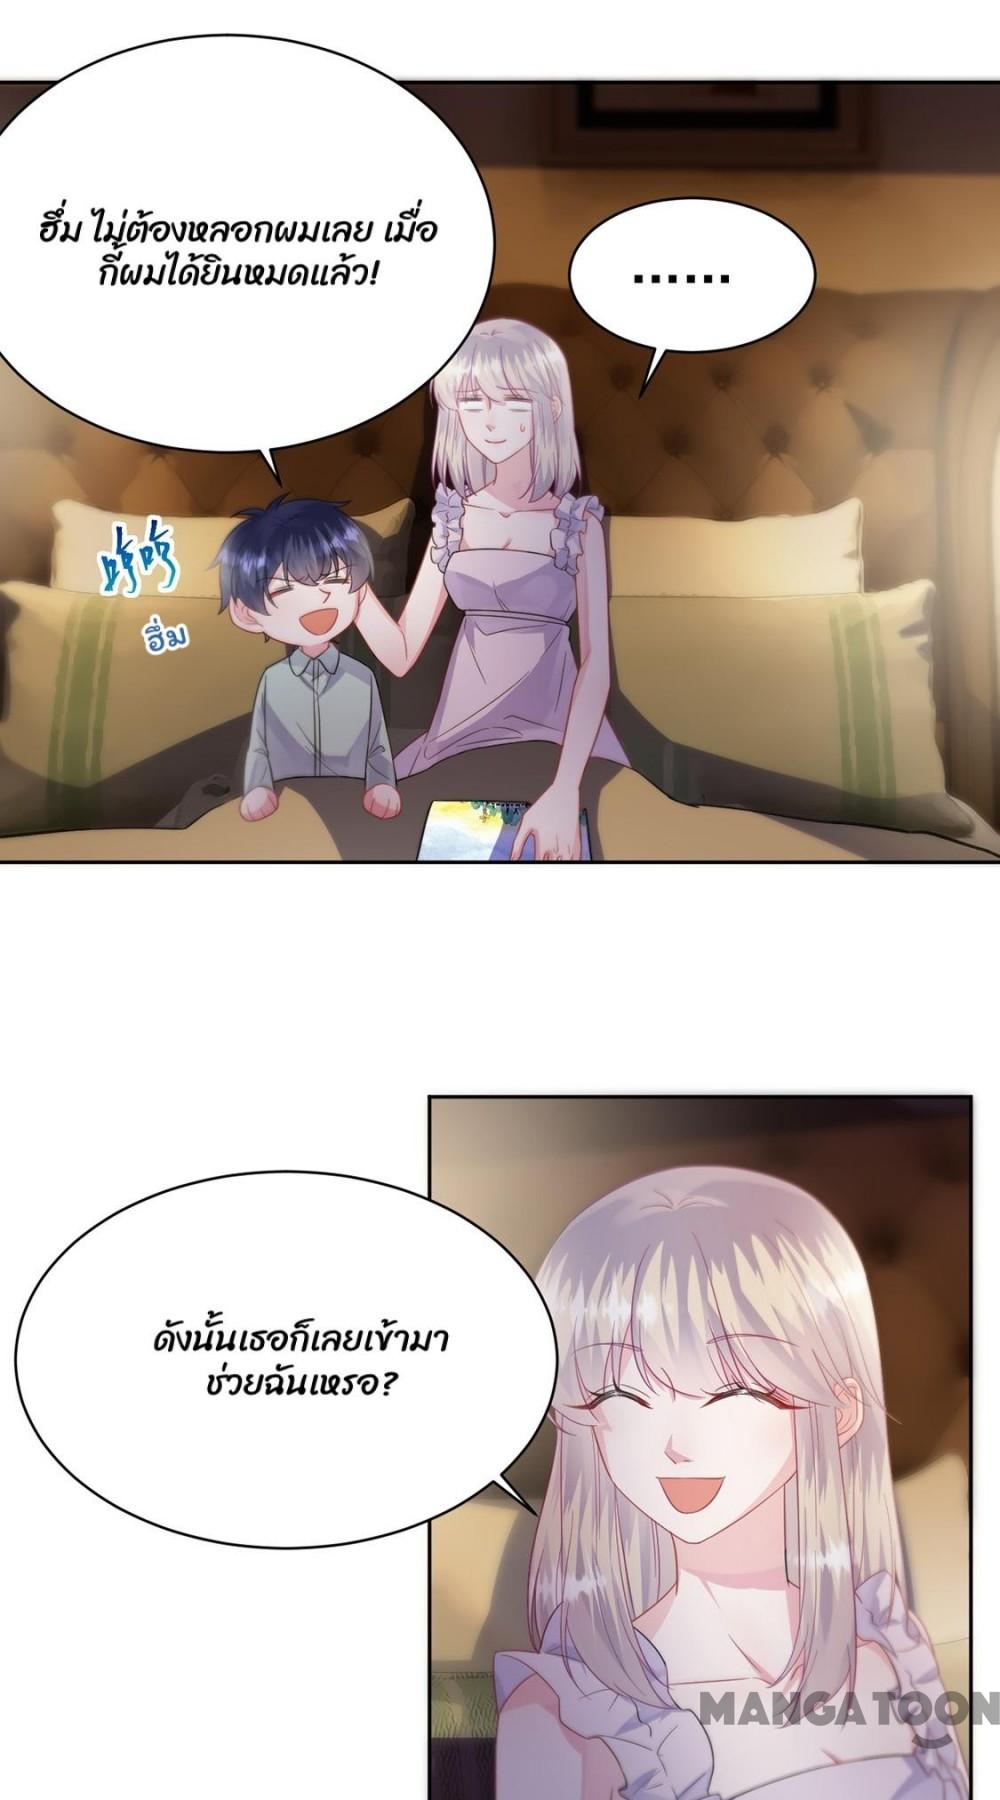 ฮึ่ม ไม่ต้องหลอกผมเลย เมื่อ
กี้ผมได้ยินหมดแล้ว!
......
哼哼
ฮึ่ม
ดังนั้นเธอก็เลยเข้ามา
ช่วยฉันเหรอ?
MANGATOON